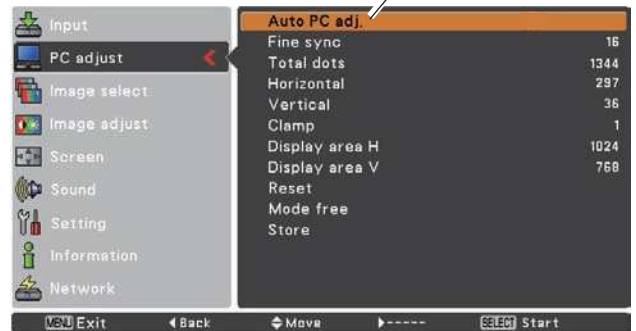 Input
PC adjust
Image select
Image adjust
Screen
Sound
Setting
Information
Network
Auto PC adj.
Fine sync 16
Total dots 1344
Horizontal 297
Vertical 36
Clamp 1
Display area H 1024
Display area V 768
Reset
Mode free
Store
MENU Exit Back Move ----- SELECT Start